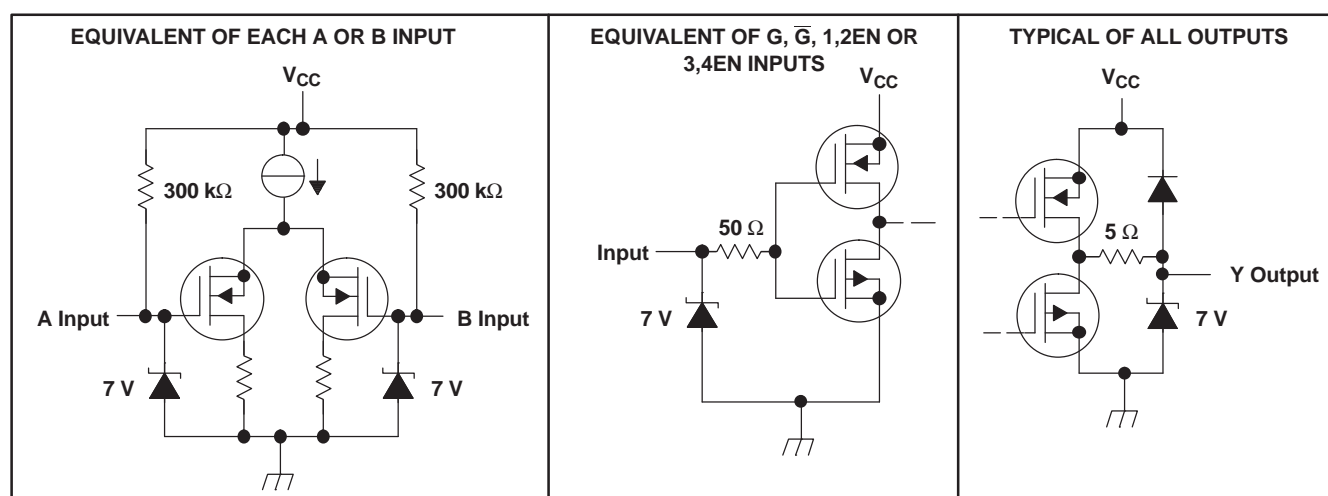 EQUIVALENT OF EACH A OR B INPUT
VCC
300 kΩ
300 kΩ
A Input
B Input
7 V
7 V
EQUIVALENT OF G, G̅, 1,2EN OR
3,4EN INPUTS
VCC
50 Ω
Input
7 V
TYPICAL OF ALL OUTPUTS
VCC
5 Ω
Y Output
7 V